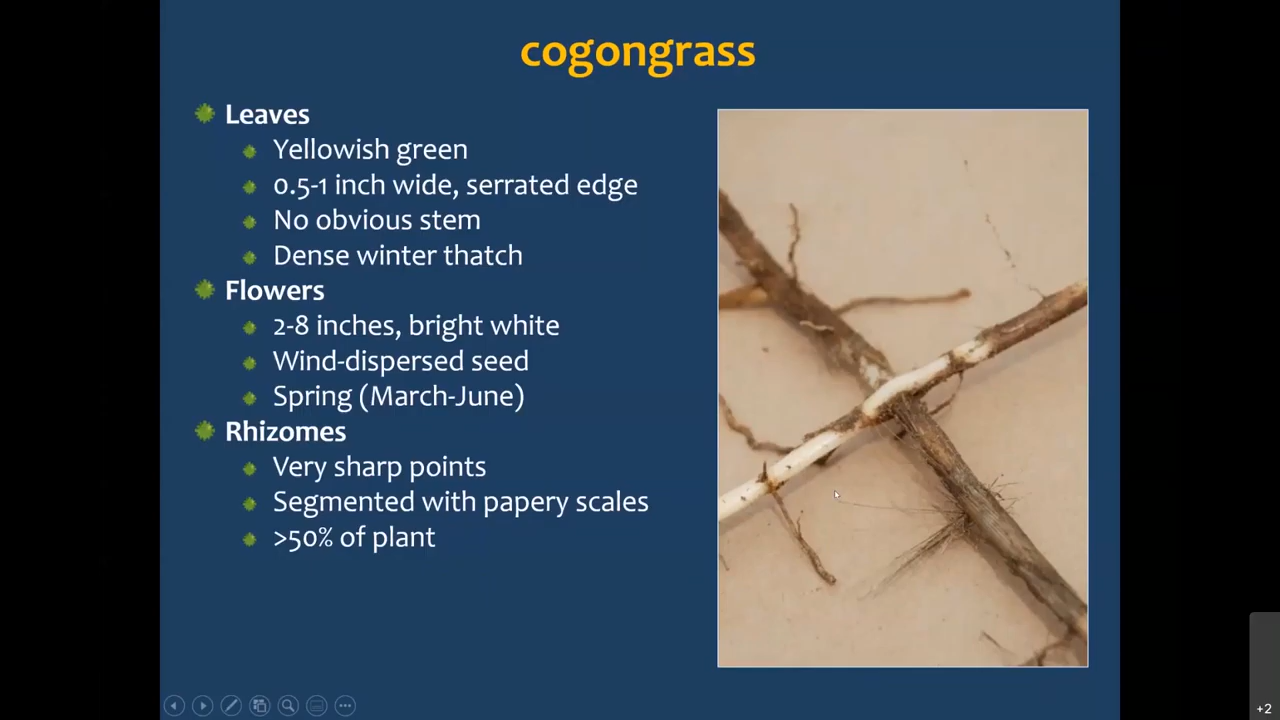 cogongrass
Leaves
Yellowish green
0.5-1 inch wide, serrated edge
No obvious stem
Dense winter thatch
Flowers
2-8 inches, bright white
Wind-dispersed seed
Spring (March-June)
Rhizomes
Very sharp points
Segmented with papery scales
>50% of plant
+2